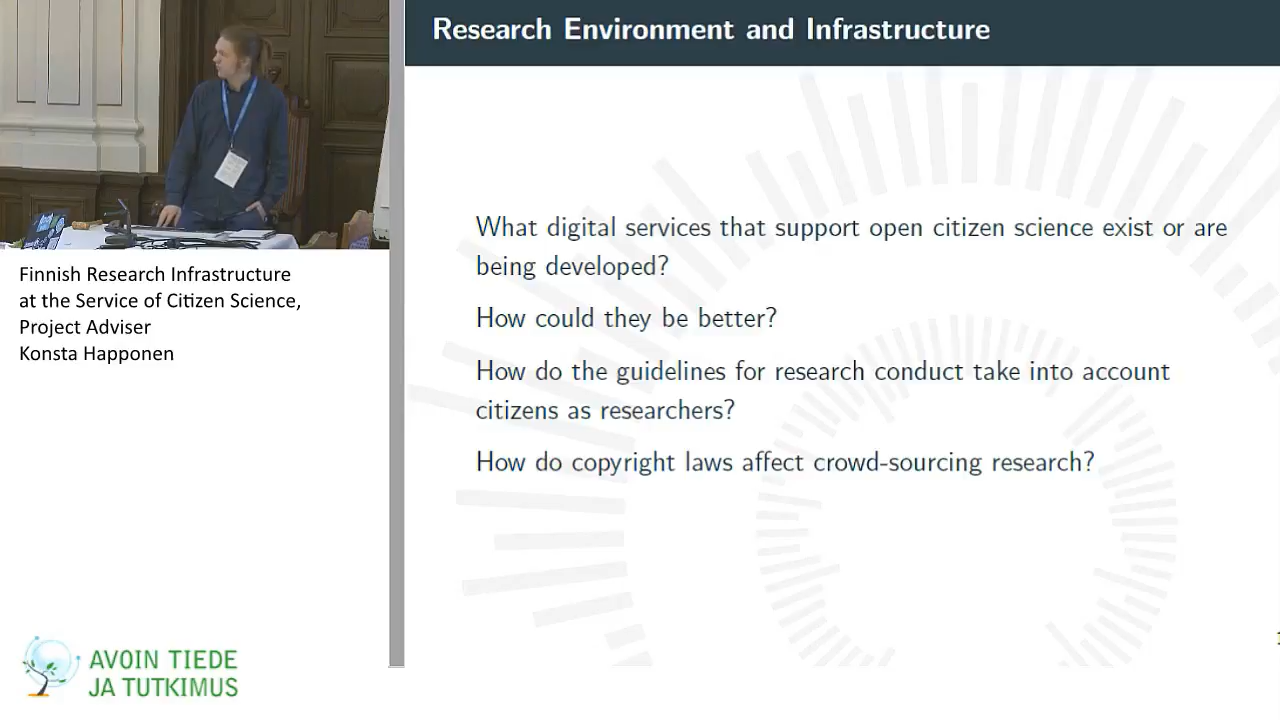 Research Environment and Infrastructure
What digital services that support open citizen science exist or are
being developed?
How could they be better?
How do the guidelines for research conduct take into account
citizens as researchers?
How do copyright laws affect crowd-sourcing research?
Finnish Research Infrastructure
at the Service of Citizen Science,
Project Adviser
Konsta Happonen
AVOIN TIEDE
JA TUTKIMUS